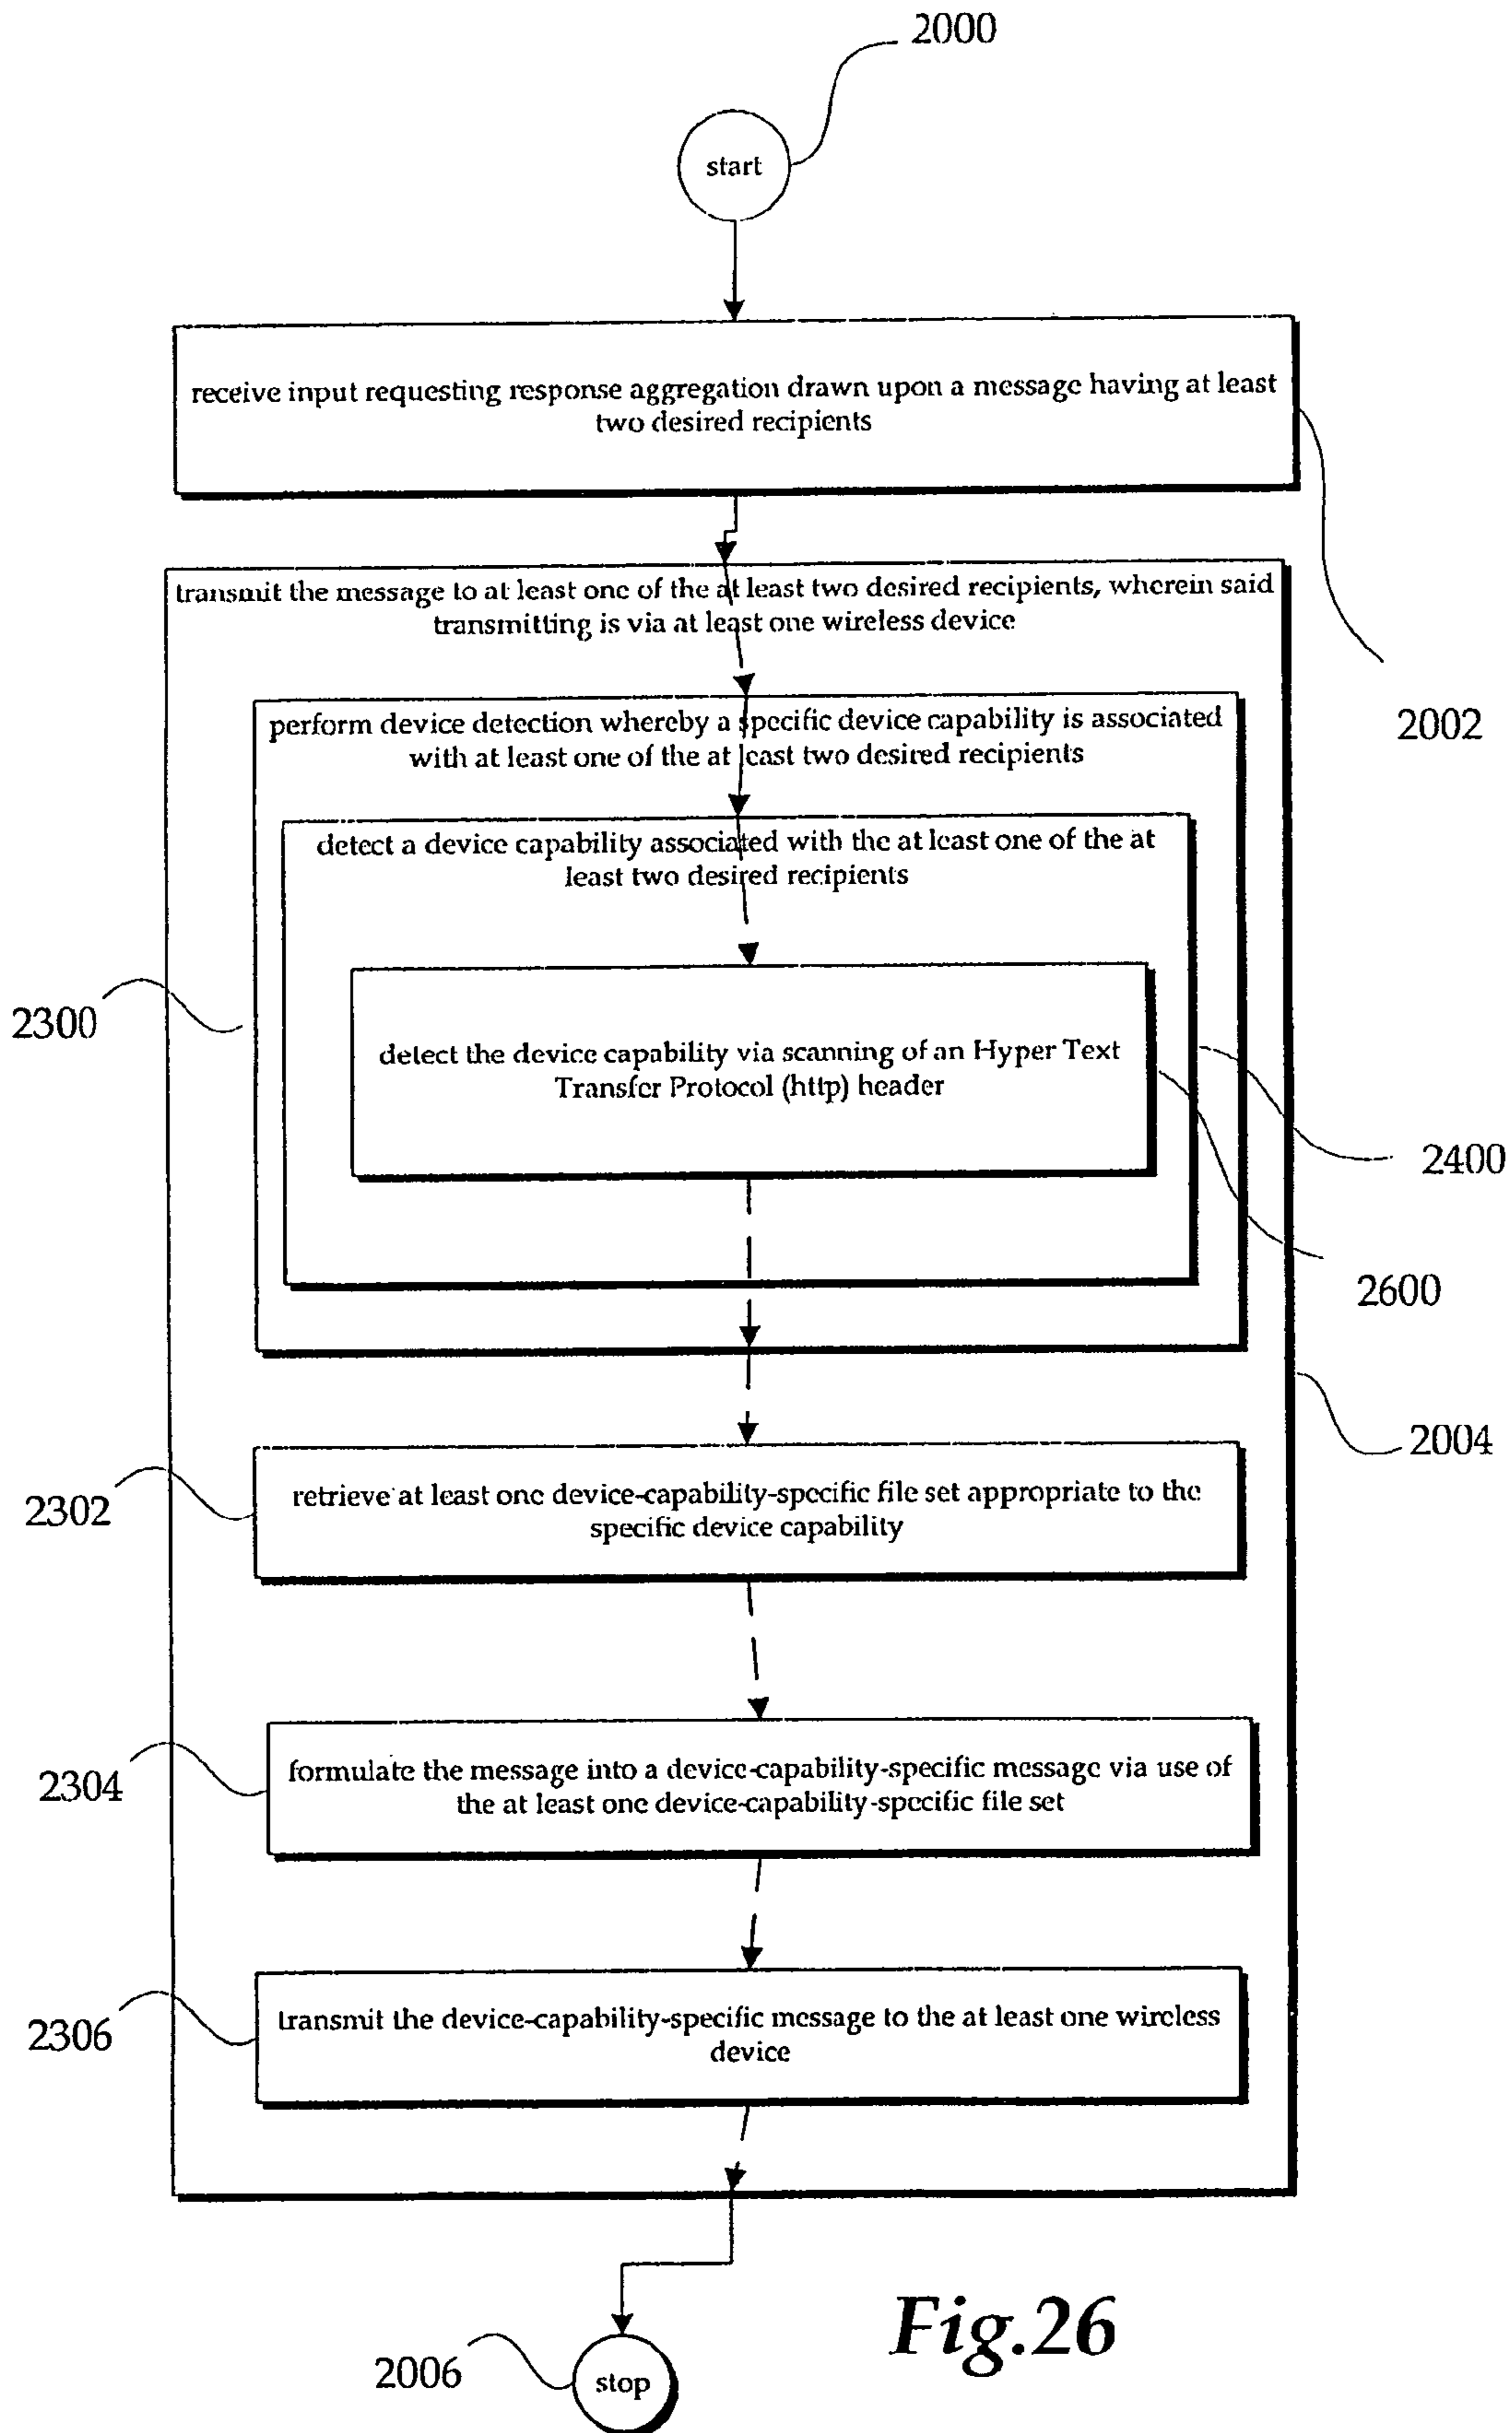 2000
start
receive input requesting response aggregation drawn upon a message having at least
two desired recipients
2002
transmit the message to at least one of the at least two desired recipients, wherein said
transmitting is via at least one wireless device
perform device detection whereby a specific device capability is associated
with at least one of the at least two desired recipients
detect a device capability associated with the at least one of the at
least two desired recipients
2300
detect the device capability via scanning of an Hyper Text
Transfer Protocol (http) header
2400
2600
2004
2302
retrieve at least one device-capability-specific file set appropriate to the
specific device capability
2304
formulate the message into a device-capability-specific message via use of
the at least one device-capability-specific file set
2306
transmit the device-capability-specific message to the at least one wireless
device
Fig.26
2006
stop